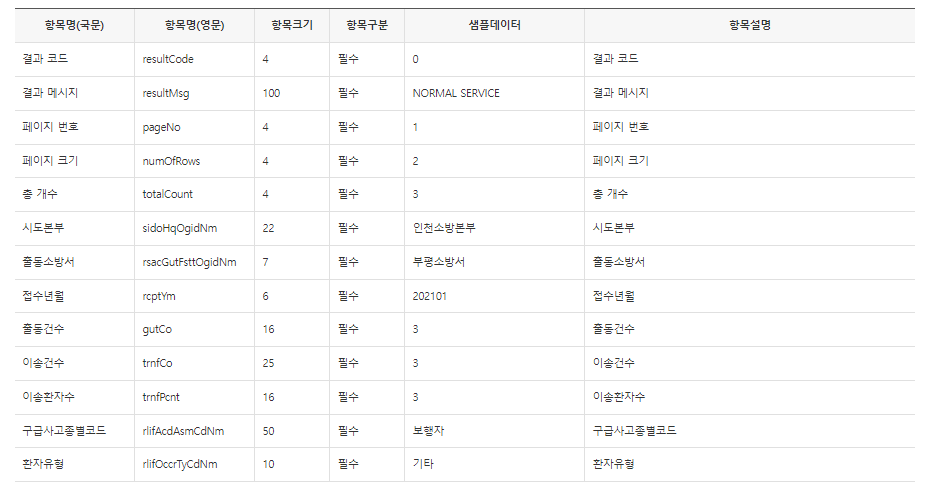 항목명(국문) 항목명(영문) 항목크기 항목구분 샘플데이터 항목설명
결과 코드 resultCode 4 필수 0 결과 코드
결과 메시지 resultMsg 100 필수 NORMAL SERVICE 결과 메시지
페이지 번호 pageNo 4 필수 1 페이지 번호
페이지 크기 numOfRows 4 필수 2 페이지 크기
총 개수 totalCount 4 필수 3 총 개수
시도본부 sidoHqOgidNm 22 필수 인천소방본부 시도본부
출동소방서 rsacGutFsttOgidNm 7 필수 부평소방서 출동소방서
접수년월 rcptYm 6 필수 202101 접수년월
출동건수 gutCo 16 필수 3 출동건수
이송건수 trnfCo 25 필수 3 이송건수
이송환자수 trnfPcnt 16 필수 3 이송환자수
구급사고종별코드 rlifAcdAsmCdNm 50 필수 보행자 구급사고종별코드
환자유형 rlifOccrTyCdNm 10 필수 기타 환자유형